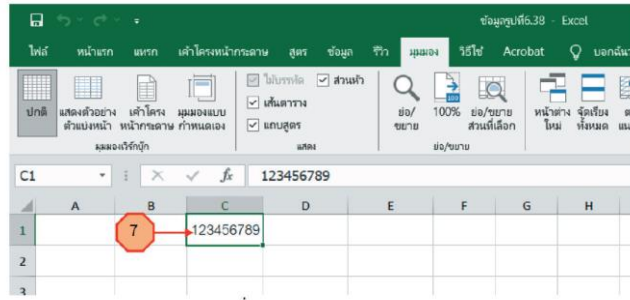 ข้อมูลรูปที่6.38 - Excel
ไฟล์ หน้าแรก แทรก เค้าโครงหน้ากระดาษ สูตร ข้อมูล รีวิว มุมมอง วิธีใช้ Acrobat
ไม้บรรทัด ส่วนหัว
เส้นตาราง
แถบสูตร
ปกติ แสดงตัวอย่าง เค้าโครง มุมมองแบบ ย่อ/ 100% ย่อ/ขยาย หน้าต่าง จัดเรียง
ตัวแบ่งหน้า หน้ากระดาษ กำหนดเอง ขยาย ส่วนที่เลือก ใหม่ ทั้งหมด
มุมมองเวิร์กบุ๊ก แสดง ย่อ/ขยาย
C1 fx 123456789
A B C D E F G H
1 7 123456789
2
3